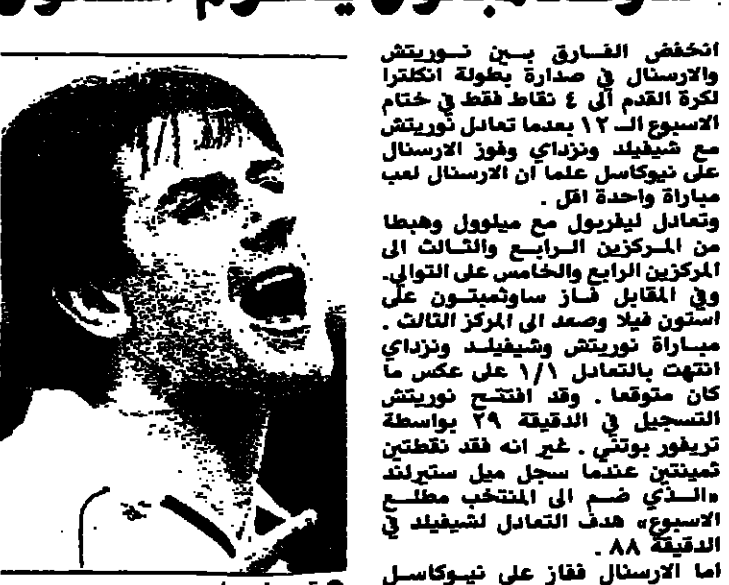 انخفض الفارق بين نوريتش
والارسنال في صدارة بطولة انكلترا
لكرة القدم الى ٤ نقاط فقط في ختام
الاسبوع الـ ١٢ بعدما تعادل نوريتش
مع شيفيلد ونزداي وفوز الارسنال
على نيوكاسل علما ان الارسنال لعب
مباراة واحدة اقل .
وتعادل ليفربول مع ميلوول وهبطا
من المركزين الرابع والثالث الى
المركزين الرابع والخامس على التوالي.
وفي المقابل فاز ساوثمبتون على
استون فيلا وصعد الى المركز الثالث .
مباراة نوريتش وشيفيلد ونزداي
انتهت بالتعادل ١/١ على عكس ما
كان متوقعا . وقد افتتح نوريتش
التسجيل في الدقيقة ٢٩ بواسطة
تريفور بوتني . غير انه فقد نقطتين
ثمينتين عندما سجل ميل ستيرلند
«الذي ضم الى المنتخب مطلع
الاسبوع» هدف التعادل لشيفيلد في
الدقيقة ٨٨ .
اما الارسنال ففاز على نيوكاسل